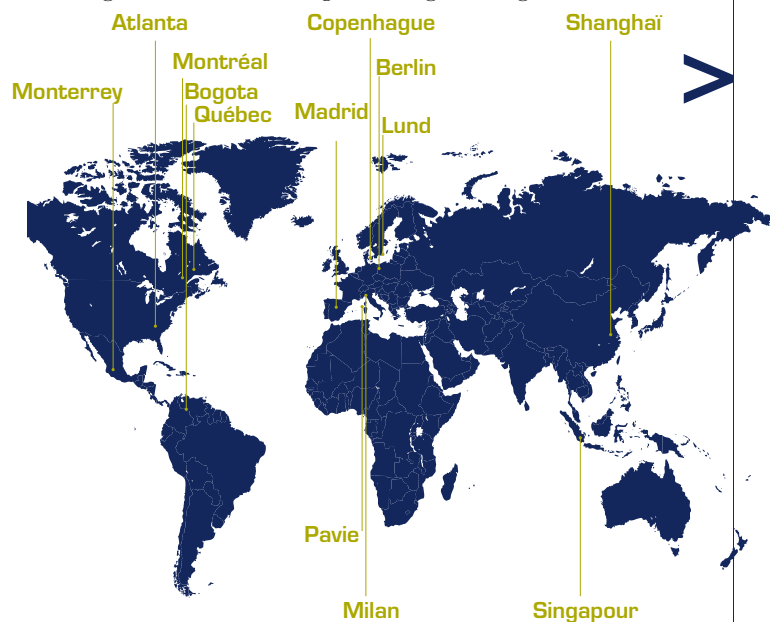 Atlanta
Copenhague
Shanghaï
Montréal
Berlin
Monterrey
Bogota
Québec
Madrid
Lund
>
Pavie
Milan
Singapour